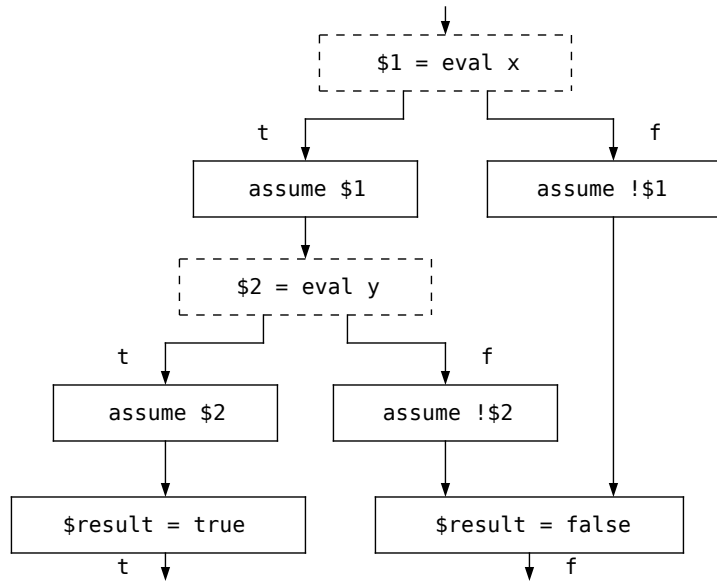 $1 = eval x
t
f
assume $1
assume !$1
$2 = eval y
t
f
assume $2
assume !$2
$result = true
$result = false
t
f